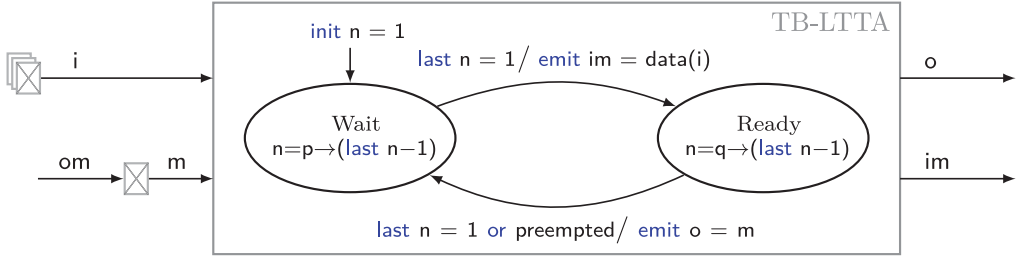 TB-LTTA
init n = 1
last n = 1/ emit im = data(i)
i
o
Wait
n=p→(last n−1)
Ready
n=q→(last n−1)
om
m
im
last n = 1 or preempted/ emit o = m